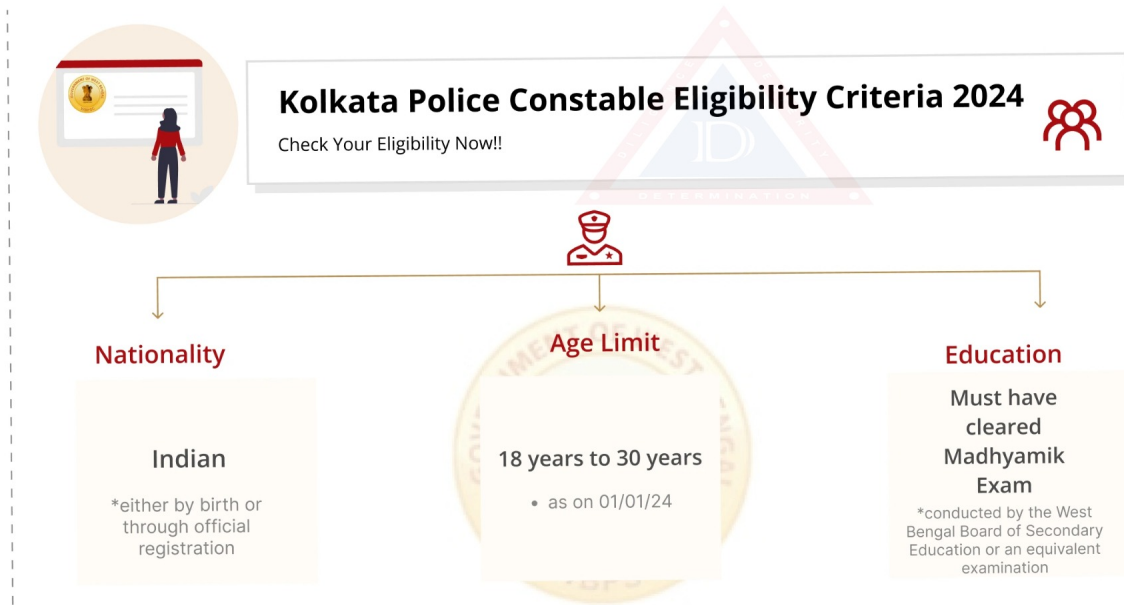 Kolkata Police Constable Eligibility Criteria 2024
Check Your Eligibility Now!!
DETERMINATION
Nationality
Indian
*either by birth or
through official
registration
Age Limit
18 years to 30 years
• as on 01/01/24
Education
Must have
cleared
Madhyamik
Exam
*conducted by the West
Bengal Board of Secondary
Education or an equivalent
examination